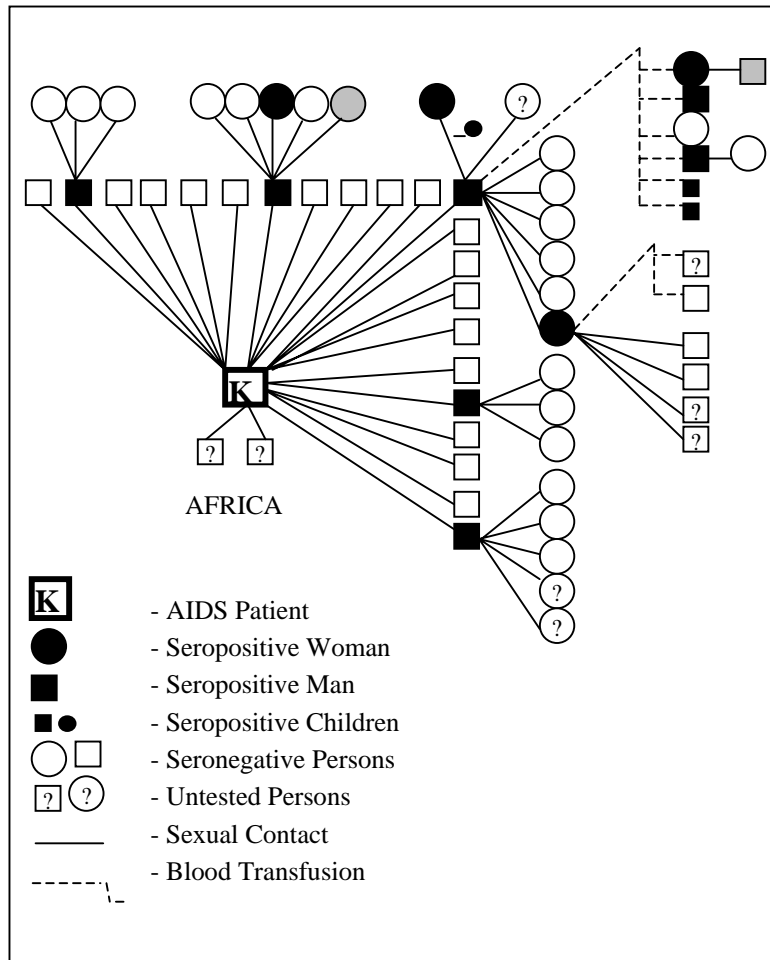 ?
?
?
?
?
K
? ?
AFRICA
?
?
K - AIDS Patient
- Seropositive Woman
- Seropositive Man
- Seropositive Children
- Seronegative Persons
? ? - Untested Persons
- Sexual Contact
- Blood Transfusion